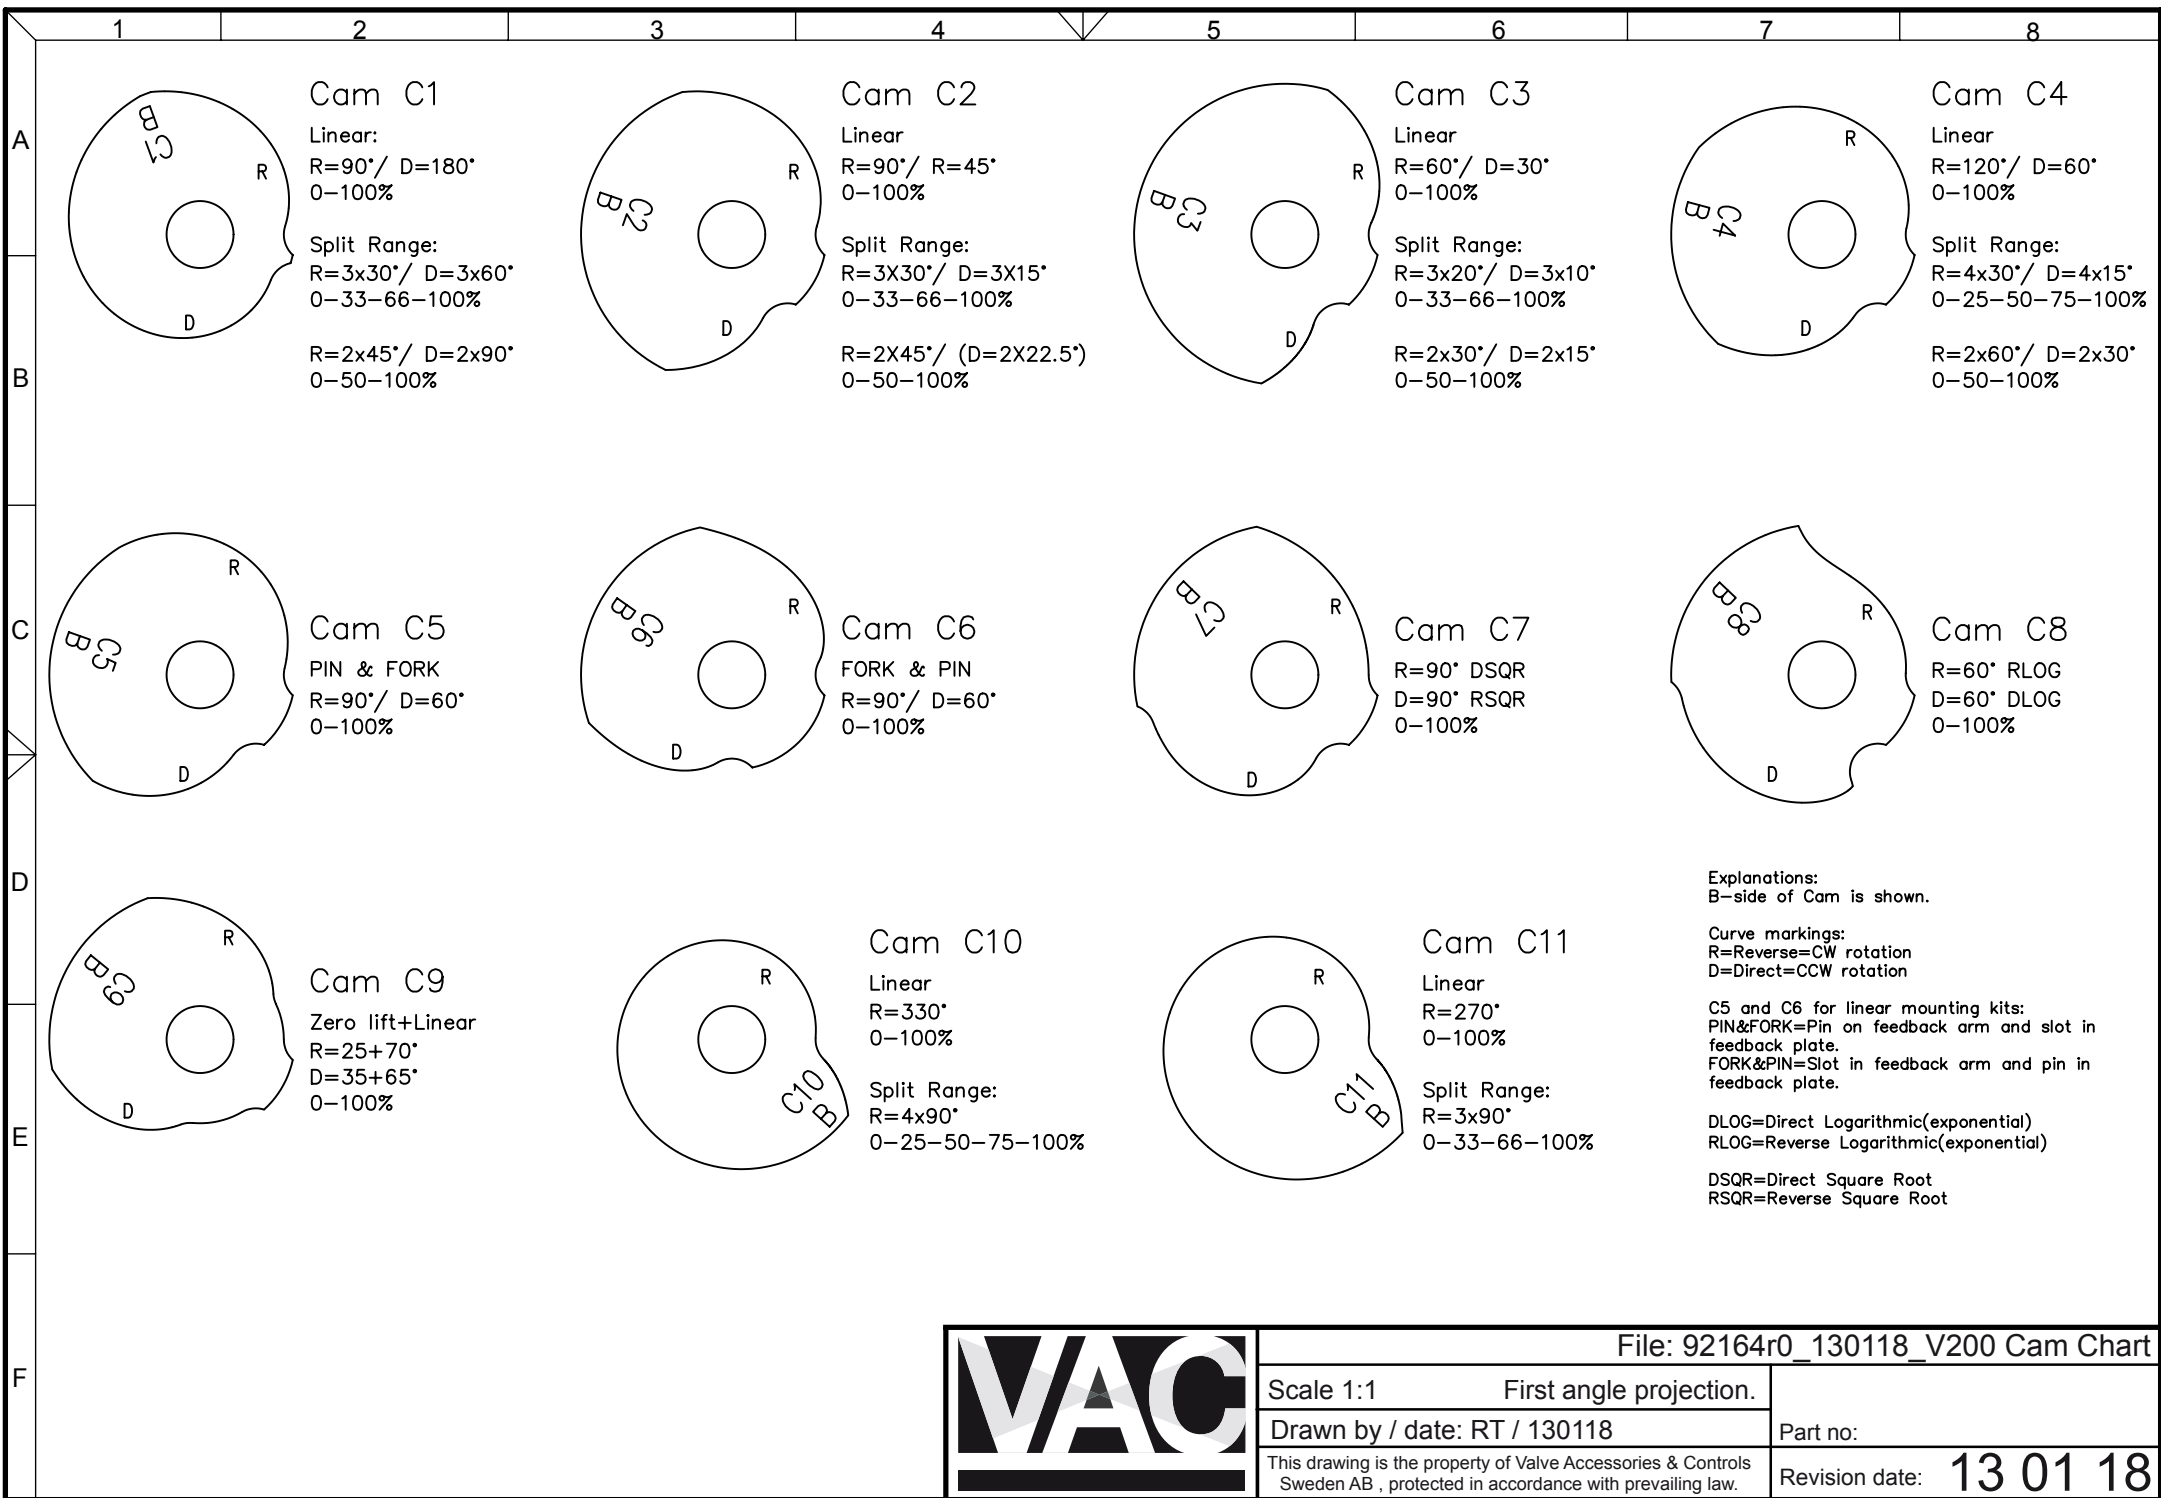 1 2 3 4 5 6 7 8
A
B
C
D
E
F
B
C1
R
D
Cam C1
Linear:
R=90°/ D=180°
0–100%
Split Range:
R=3x30°/ D=3x60°
0–33–66–100%
R=2x45°/ D=2x90°
0–50–100%
B
C2
R
D
Cam C2
Linear
R=90°/ R=45°
0–100%
Split Range:
R=3X30°/ D=3X15°
0–33–66–100%
R=2X45°/ (D=2X22.5°)
0–50–100%
B
C3
R
D
Cam C3
Linear
R=60°/ D=30°
0–100%
Split Range:
R=3x20°/ D=3x10°
0–33–66–100%
R=2x30°/ D=2x15°
0–50–100%
B
C4
R
D
Cam C4
Linear
R=120°/ D=60°
0–100%
Split Range:
R=4x30°/ D=4x15°
0–25–50–75–100%
R=2x60°/ D=2x30°
0–50–100%
B
C5
R
D
Cam C5
PIN & FORK
R=90°/ D=60°
0–100%
B
C6
R
D
Cam C6
FORK & PIN
R=90°/ D=60°
0–100%
B
C7
R
D
Cam C7
R=90° DSQR
D=90° RSQR
0–100%
B
C8
R
D
Cam C8
R=60° RLOG
D=60° DLOG
0–100%
B
C9
R
D
Cam C9
Zero lift+Linear
R=25+70°
D=35+65°
0–100%
R
C10
B
Cam C10
Linear
R=330°
0–100%
Split Range:
R=4x90°
0–25–50–75–100%
R
C11
B
Cam C11
Linear
R=270°
0–100%
Split Range:
R=3x90°
0–33–66–100%
Explanations:
B–side of Cam is shown.
Curve markings:
R=Reverse=CW rotation
D=Direct=CCW rotation
C5 and C6 for linear mounting kits:
PIN&FORK=Pin on feedback arm and slot in
feedback plate.
FORK&PIN=Slot in feedback arm and pin in
feedback plate.
DLOG=Direct Logarithmic(exponential)
RLOG=Reverse Logarithmic(exponential)
DSQR=Direct Square Root
RSQR=Reverse Square Root
VAC
File: 92164r0_130118_V200 Cam Chart
Scale 1:1 First angle projection.
Drawn by / date: RT / 130118
Part no:
This drawing is the property of Valve Accessories & Controls
Sweden AB , protected in accordance with prevailing law.
Revision date: 13 01 18